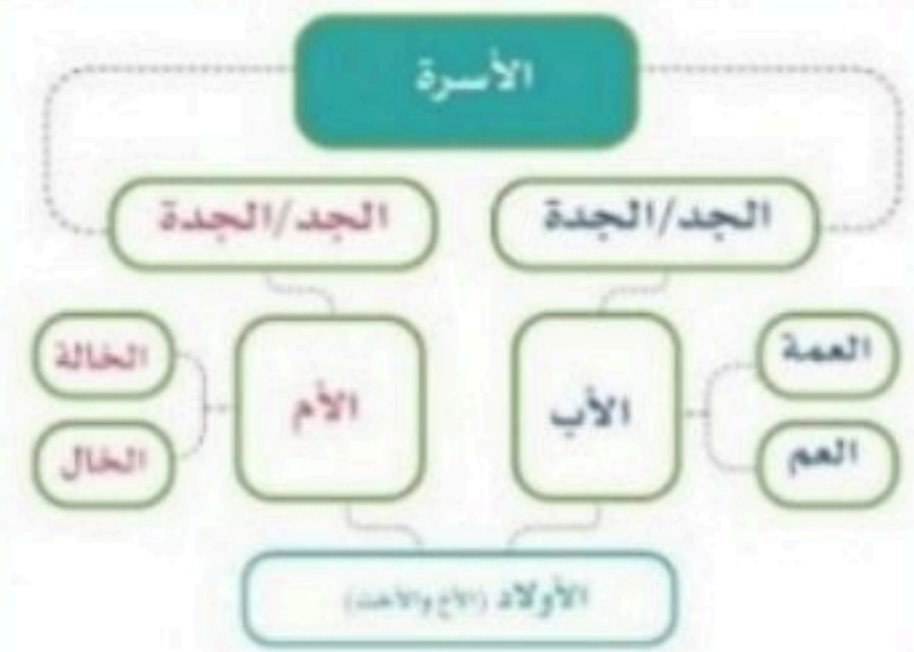 الأسرة
الجد/الجدة
الجد/الجدة
العمة
الأب
الأم
الخالة
العم
الخال
الأولاد (الأخ والأخت)